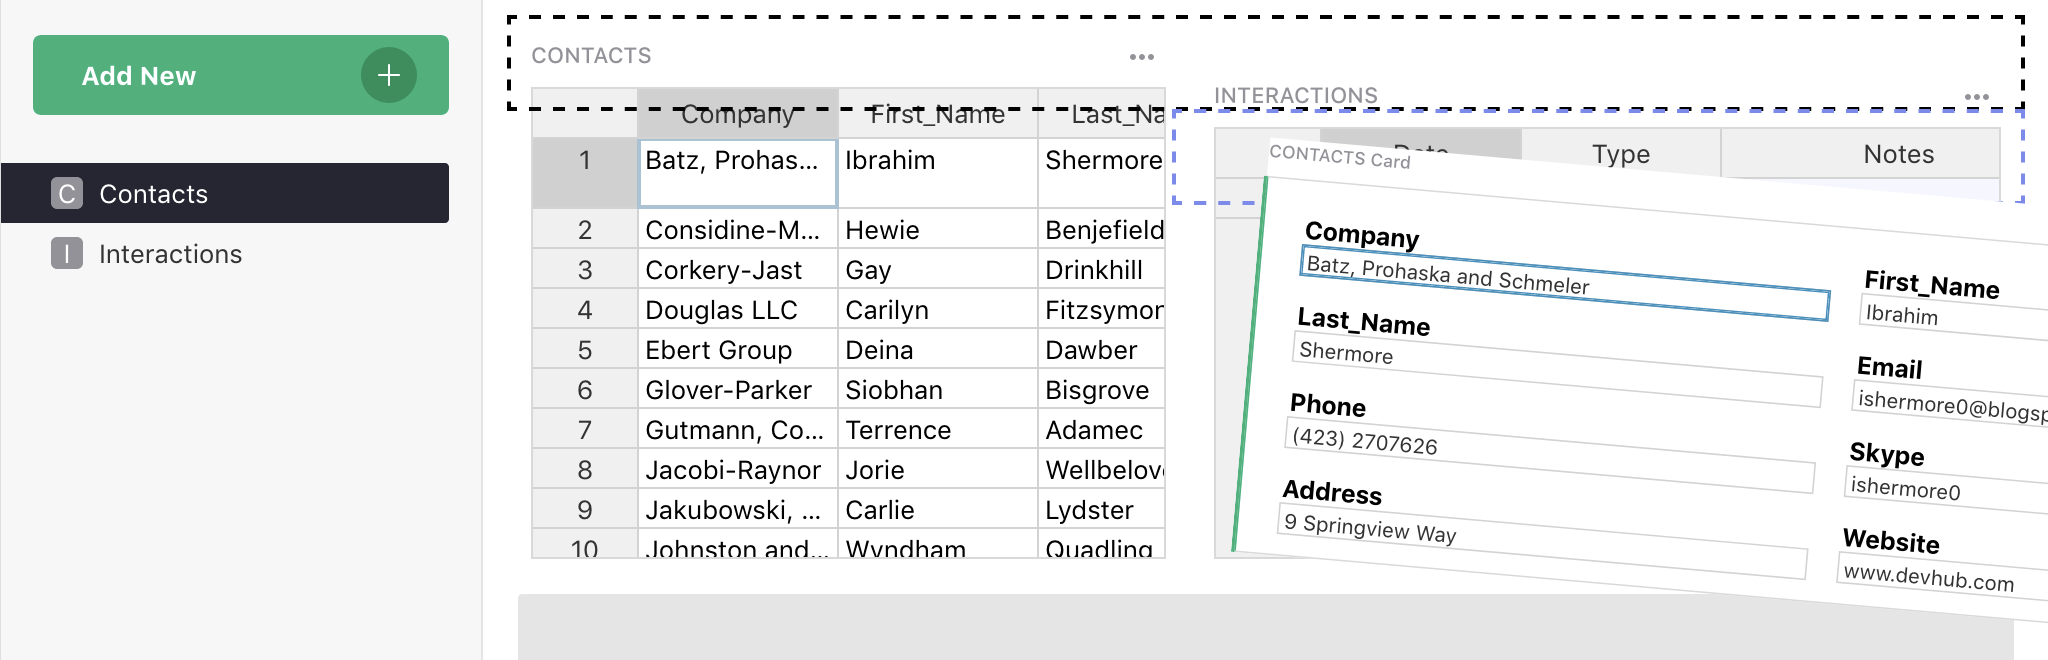 Add New
C Contacts
I Interactions
CONTACTS
Company First_Name Last_Na
1 Batz, Prohas... Ibrahim Shermore
2 Considine-M... Hewie Benjefield
3 Corkery-Jast Gay Drinkhill
4 Douglas LLC Carilyn Fitzsymon
5 Ebert Group Deina Dawber
6 Glover-Parker Siobhan Bisgrove
7 Gutmann, Co... Terrence Adamec
8 Jacobi-Raynor Jorie Wellbelove
9 Jakubowski, ... Carlie Lydster
10 Johnston and... Wyndham Quadling
INTERACTIONS
Date Type Notes
CONTACTS Card
Company
Batz, Prohaska and Schmeler
First_Name
Ibrahim
Last_Name
Shermore
Email
ishermore0@blogsp
Phone
(423) 2707626
Skype
ishermore0
Address
9 Springview Way
Website
www.devhub.com